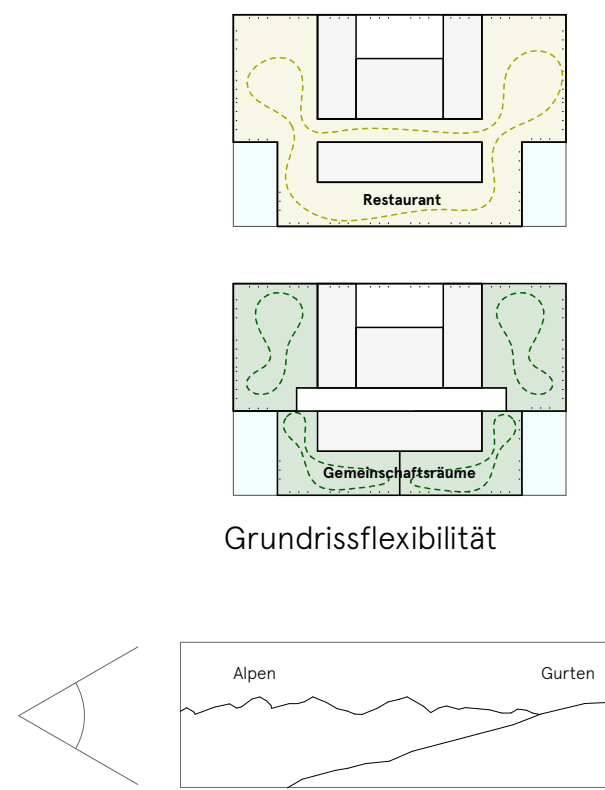 Restaurant
Gemeinschaftsräume
Grundrissflexibilität
Alpen
Gurten